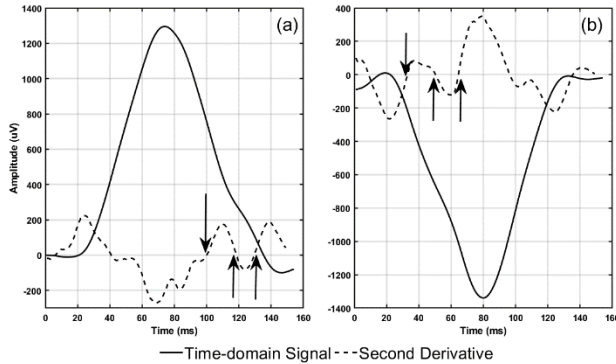 1400
1200
1000
800
600
400
200
0
-200
Amplitude (uV)
0 20 40 60 80 100 120 140 160
Time (ms)
(a)
400
200
0
-200
-400
-600
-800
-1000
-1200
-1400
0 20 40 60 80 100 120 140 160
Time (ms)
(b)
Time-domain Signal Second Derivative